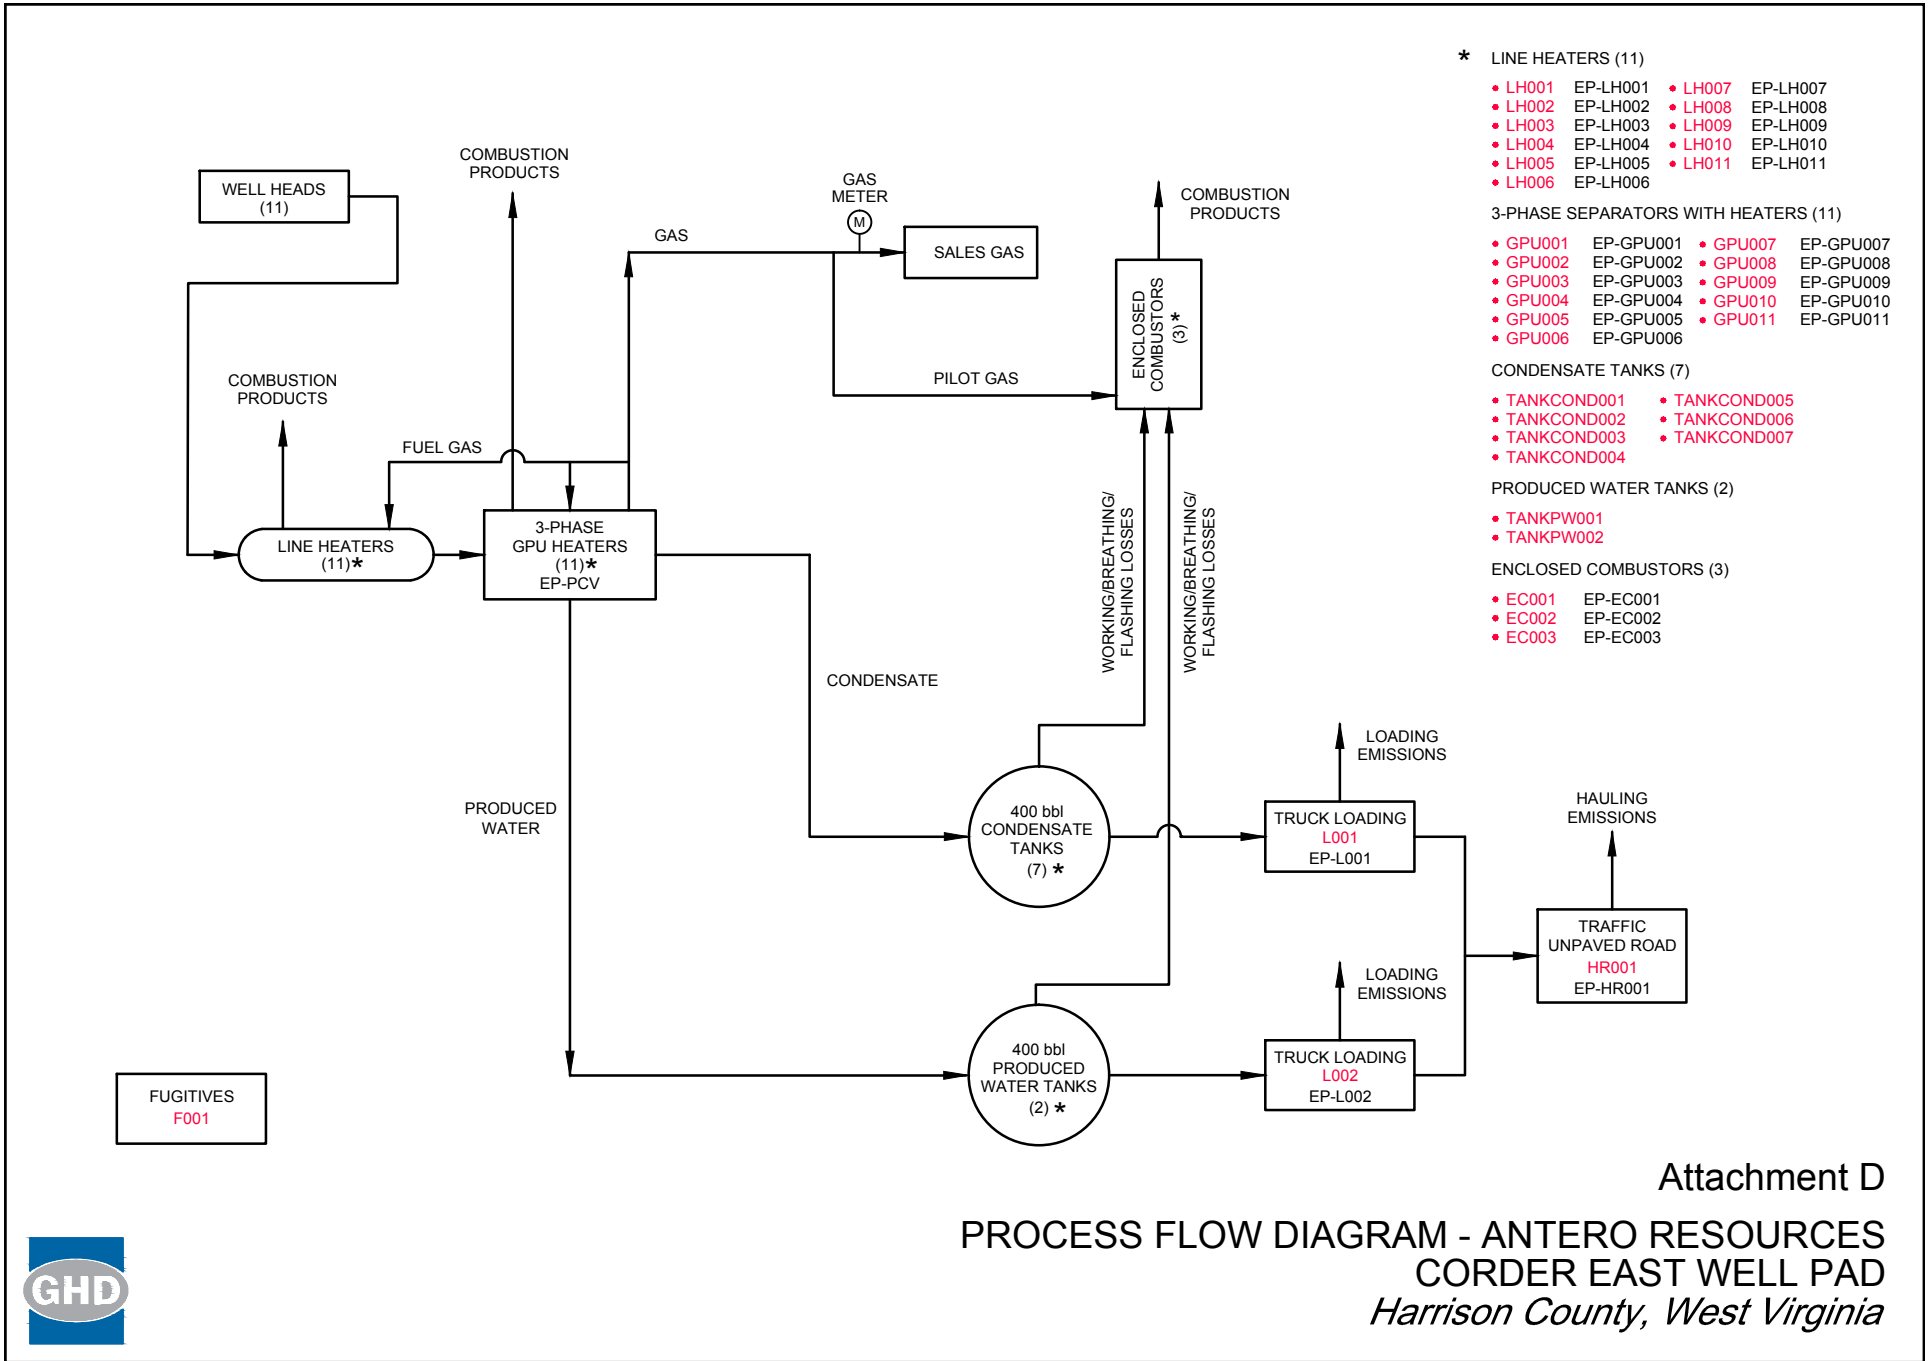 WELL HEADS
(11)
COMBUSTION
PRODUCTS
GAS
METER
M
GAS
SALES GAS
COMBUSTION
PRODUCTS
ENCLOSED
COMBUSTORS
(3)*
PILOT GAS
COMBUSTION
PRODUCTS
FUEL GAS
LINE HEATERS
(11)*
3-PHASE
GPU HEATERS
(11)*
EP-PCV
WORKING/BREATHING/
FLASHING LOSSES
WORKING/BREATHING/
FLASHING LOSSES
CONDENSATE
PRODUCED
WATER
400 bbl
CONDENSATE
TANKS
(7) *
LOADING
EMISSIONS
TRUCK LOADING
L001
EP-L001
HAULING
EMISSIONS
TRAFFIC
UNPAVED ROAD
HR001
EP-HR001
400 bbl
PRODUCED
WATER TANKS
(2) *
LOADING
EMISSIONS
TRUCK LOADING
L002
EP-L002
FUGITIVES
F001
* LINE HEATERS (11)
• LH001 EP-LH001 • LH007 EP-LH007
• LH002 EP-LH002 • LH008 EP-LH008
• LH003 EP-LH003 • LH009 EP-LH009
• LH004 EP-LH004 • LH010 EP-LH010
• LH005 EP-LH005 • LH011 EP-LH011
• LH006 EP-LH006
3-PHASE SEPARATORS WITH HEATERS (11)
• GPU001 EP-GPU001 • GPU007 EP-GPU007
• GPU002 EP-GPU002 • GPU008 EP-GPU008
• GPU003 EP-GPU003 • GPU009 EP-GPU009
• GPU004 EP-GPU004 • GPU010 EP-GPU010
• GPU005 EP-GPU005 • GPU011 EP-GPU011
• GPU006 EP-GPU006
CONDENSATE TANKS (7)
• TANKCOND001 • TANKCOND005
• TANKCOND002 • TANKCOND006
• TANKCOND003 • TANKCOND007
• TANKCOND004
PRODUCED WATER TANKS (2)
• TANKPW001
• TANKPW002
ENCLOSED COMBUSTORS (3)
• EC001 EP-EC001
• EC002 EP-EC002
• EC003 EP-EC003
Attachment D
PROCESS FLOW DIAGRAM - ANTERO RESOURCES
CORDER EAST WELL PAD
Harrison County, West Virginia
GHD